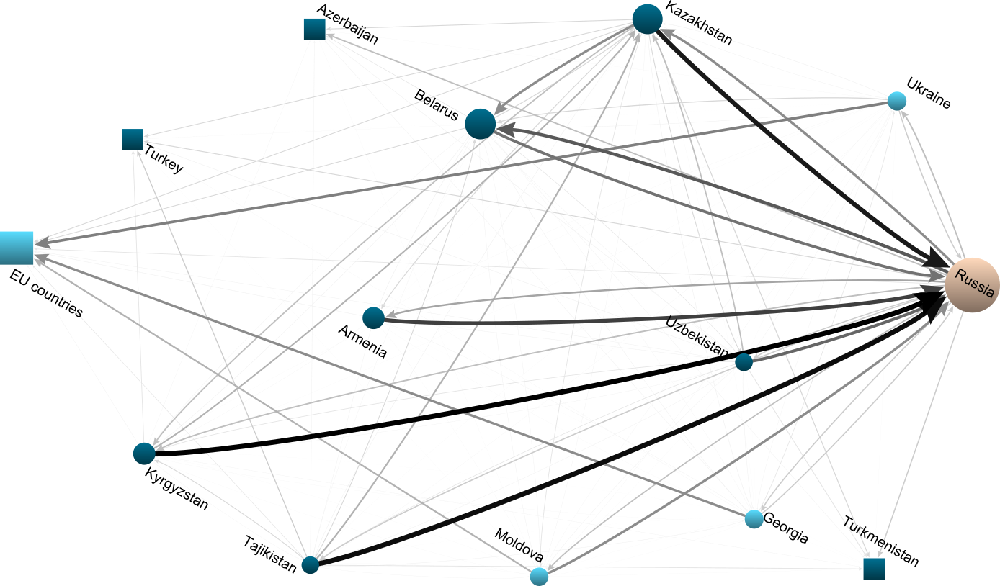 Azerbaijan
Kazakhstan
Belarus
Ukraine
Turkey
EU countries
Russia
Armenia
Uzbekistan
Kyrgyzstan
Tajikistan
Moldova
Georgia
Turkmenistan